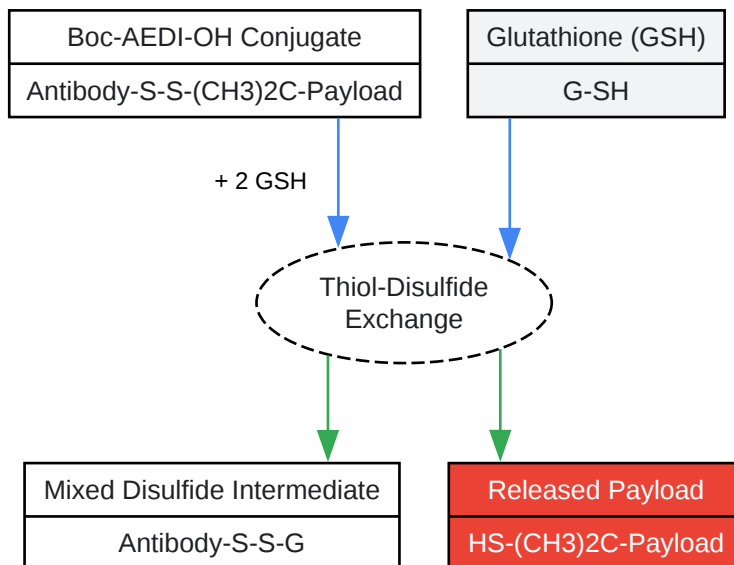 Boc-AEDI-OH Conjugate
Antibody-S-S-(CH3)2C-Payload
Glutathione (GSH)
G-SH
+ 2 GSH
Thiol-Disulfide
Exchange
Mixed Disulfide Intermediate
Antibody-S-S-G
Released Payload
HS-(CH3)2C-Payload